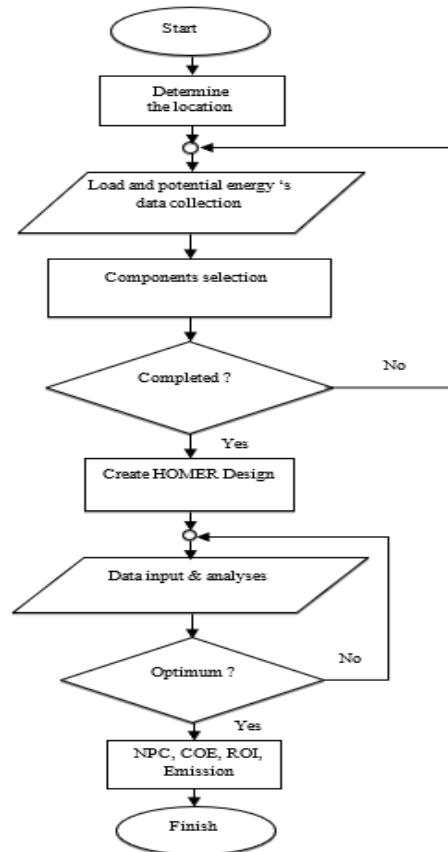 Start
Determine
the location
Load and potential energy ‘s
data collection
Components selection
Completed ?
No
Yes
Create HOMER Design
Data input & analyses
Optimum ?
No
Yes
NPC, COE, ROI,
Emission
Finish